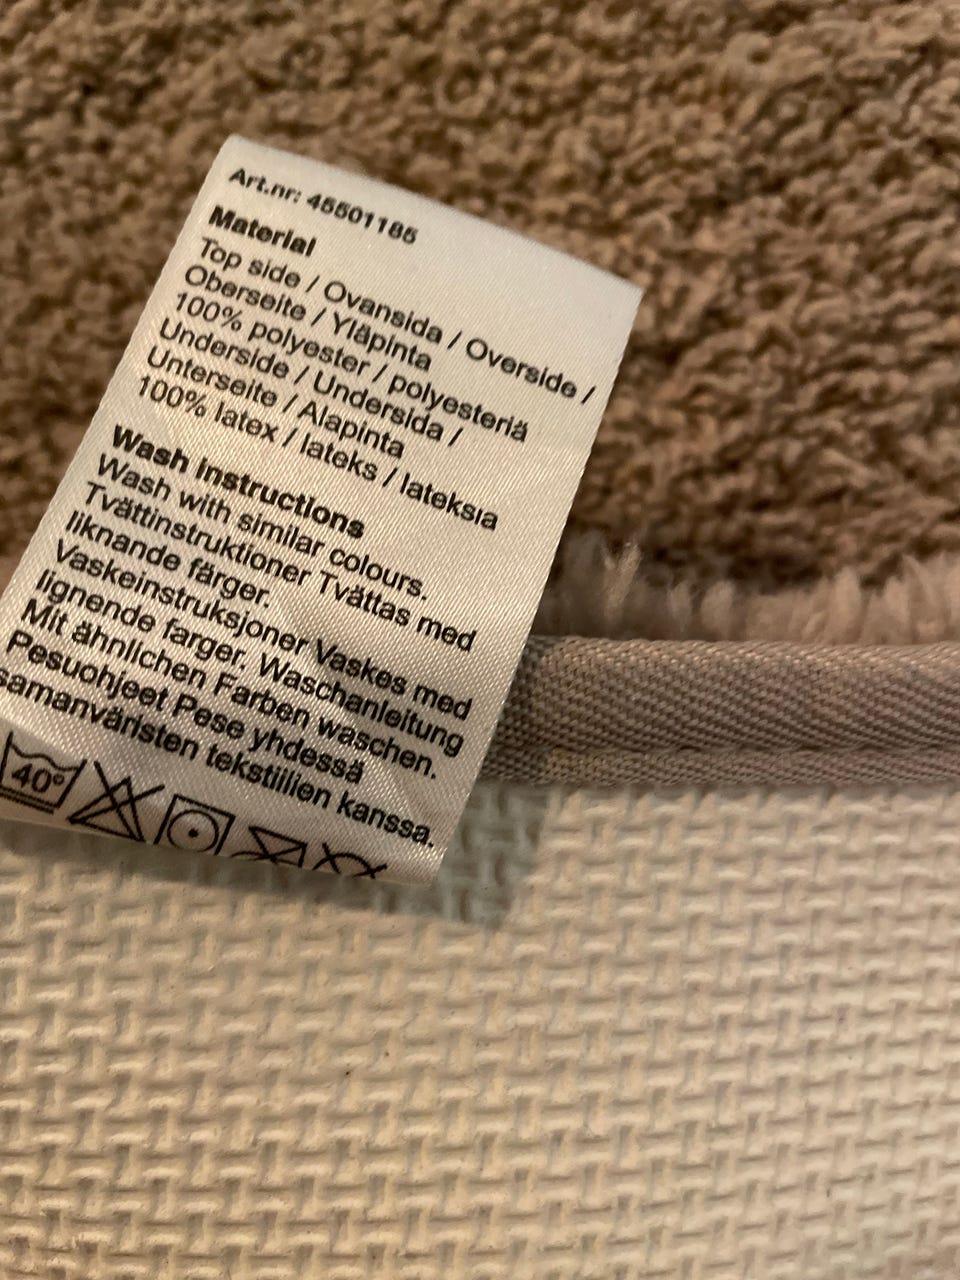 Art.nr: 45501185
Material
Top side / Ovansida / Overside /
Oberseite / Yläpinta
100% polyester / polyesteriä
Underside / Undersida /
Unterseite / Alapinta
100% latex / lateks / lateksia
Wash instructions
Wash with similar colours.
Tvättinstruktioner Tvättas med
liknande färger.
Vaskeinstruksjoner Vaskes med
lignende farger. Waschanleitung
Mit ähnlichen Farben waschen.
Pesuohjeet Pese yhdessä
samanväristen tekstiilien kanssa.
40°